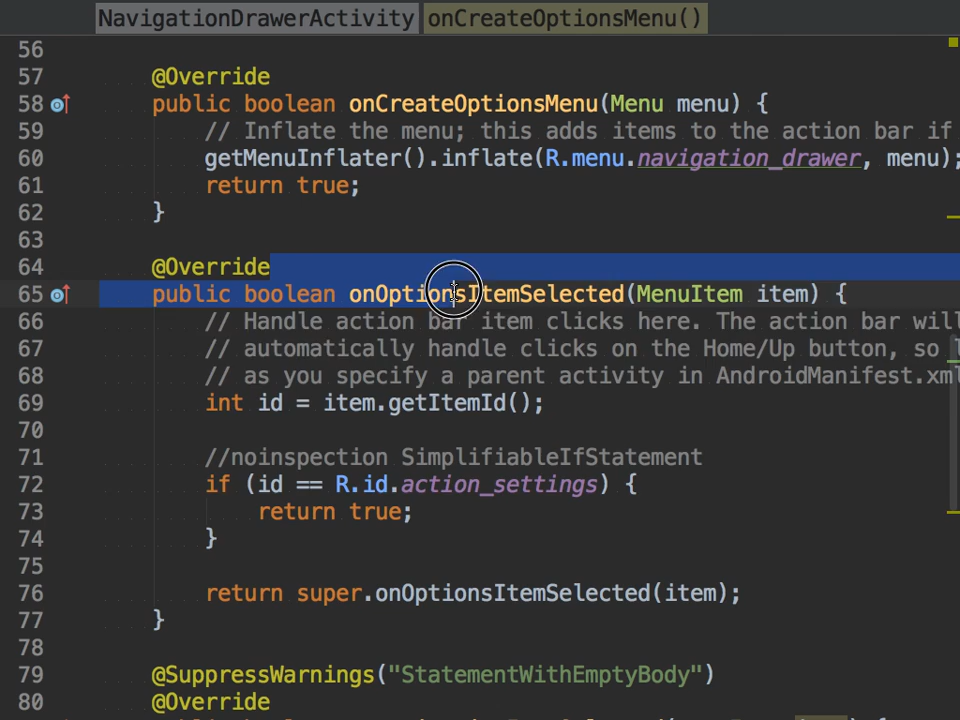 NavigationDrawerActivity onCreateOptionsMenu()
56
57 @Override
58 public boolean onCreateOptionsMenu(Menu menu) {
59 // Inflate the menu; this adds items to the action bar if
60 getMenuInflater().inflate(R.menu.navigation_drawer, menu);
61 return true;
62 }
63
64 @Override
65 public boolean onOptionsItemSelected(MenuItem item) {
66 // Handle action bar item clicks here. The action bar will
67 // automatically handle clicks on the Home/Up button, so
68 // as you specify a parent activity in AndroidManifest.xml
69 int id = item.getItemId();
70
71 //noinspection SimplifiableIfStatement
72 if (id == R.id.action_settings) {
73 return true;
74 }
75
76 return super.onOptionsItemSelected(item);
77 }
78
79 @SuppressWarnings("StatementWithEmptyBody")
80 @Override